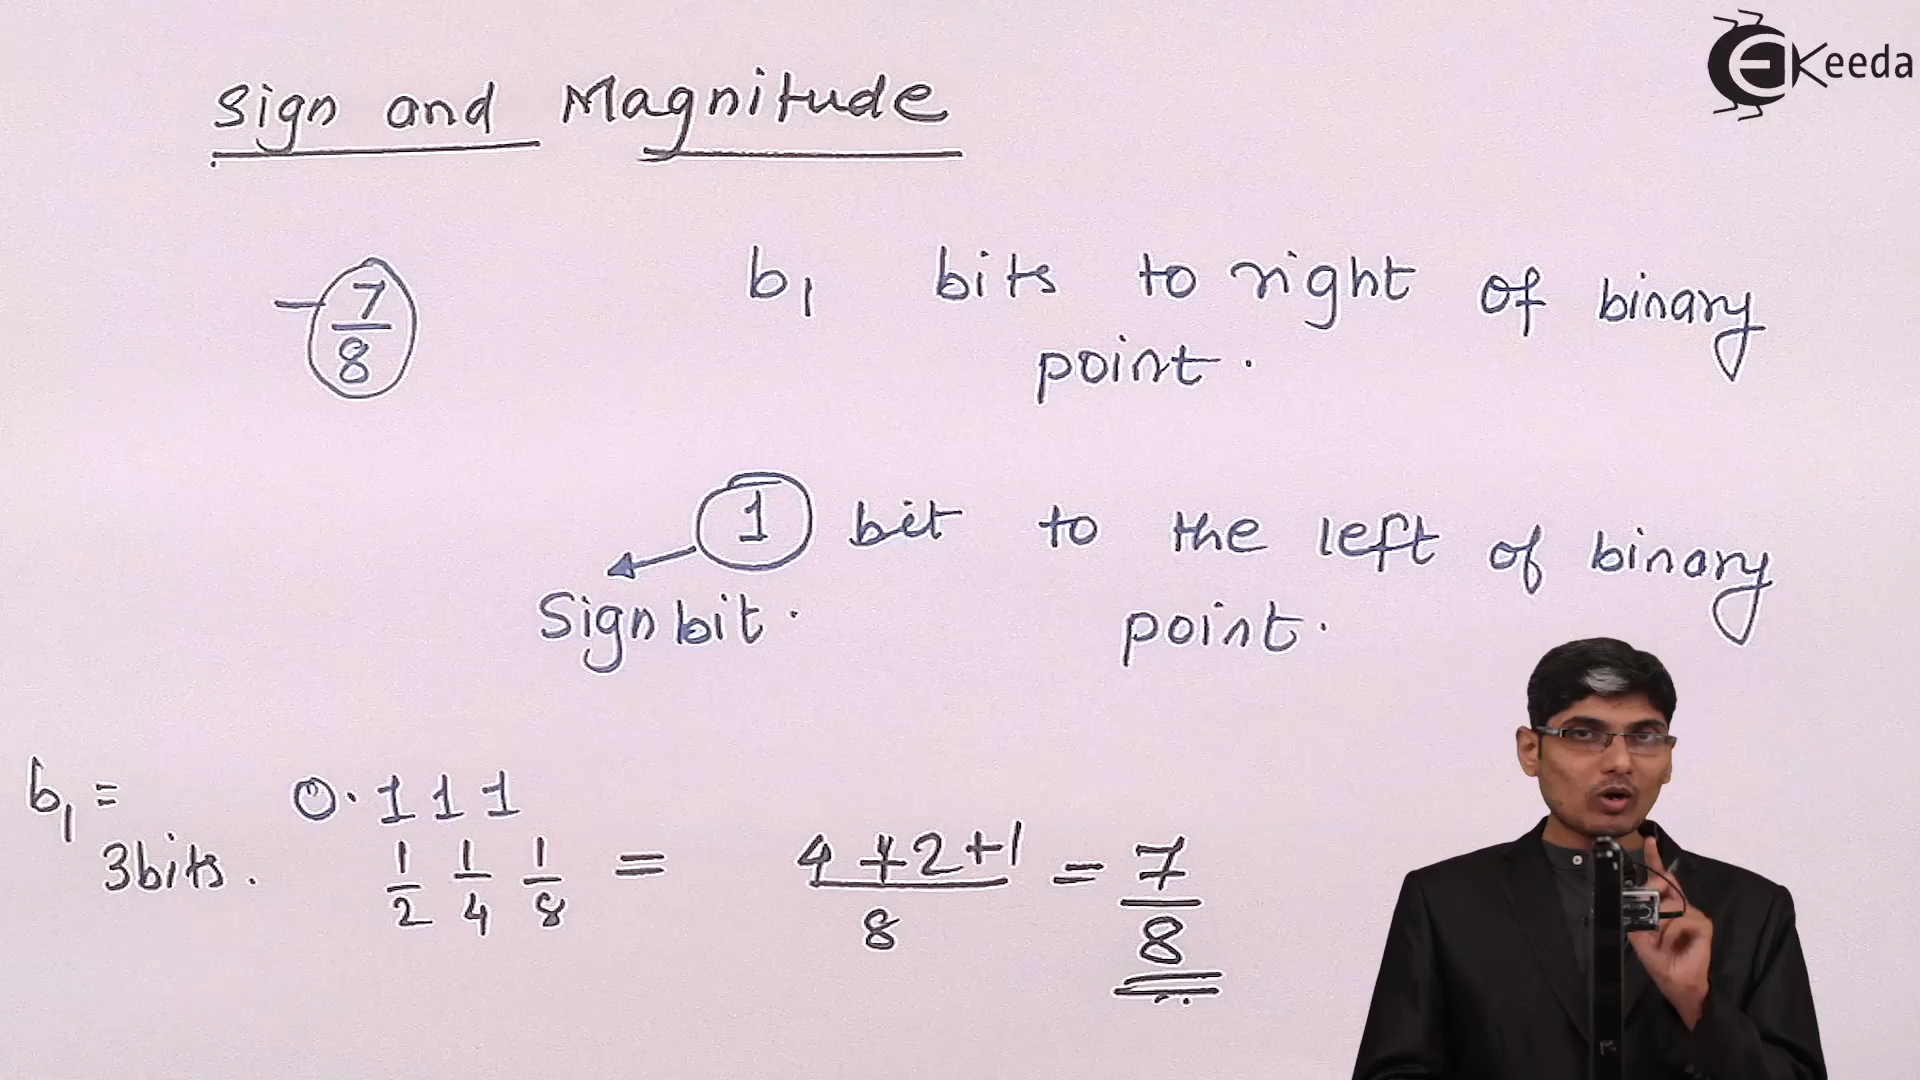 Sign and Magnitude
EKeeda
- 7/8
b1 bits to right of binary
point.
1 bit to the left of binary
point.
Sign bit.
b1 =
3bits.
0.111
1/2 1/4 1/8 = 4+2+1/8 = 7/8